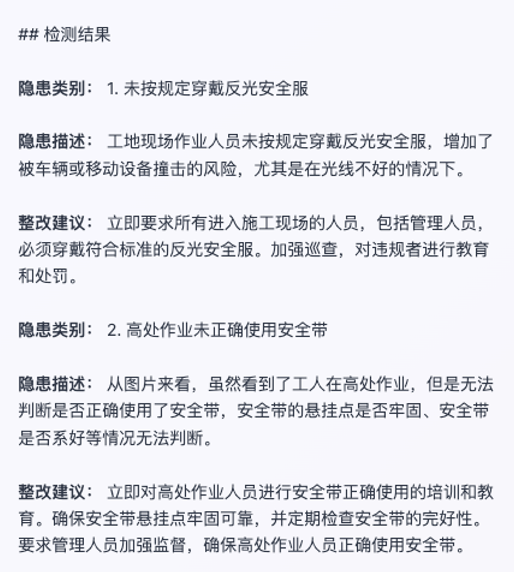 ## 检测结果
隐患类别： 1. 未按规定穿戴反光安全服
隐患描述： 工地现场作业人员未按规定穿戴反光安全服，增加了
被车辆或移动设备撞击的风险，尤其是在光线不好的情况下。
整改建议： 立即要求所有进入施工现场的人员，包括管理人员，
必须穿戴符合标准的反光安全服。加强巡查，对违规者进行教育
和处罚。
隐患类别： 2. 高处作业未正确使用安全带
隐患描述： 从图片来看，虽然看到了工人在高处作业，但是无法
判断是否正确使用了安全带，安全带的悬挂点是否牢固、安全带
是否系好等情况无法判断。
整改建议： 立即对高处作业人员进行安全带正确使用的培训和教
育。确保安全带悬挂点牢固可靠，并定期检查安全带的完好性。
要求管理人员加强监督，确保高处作业人员正确使用安全带。